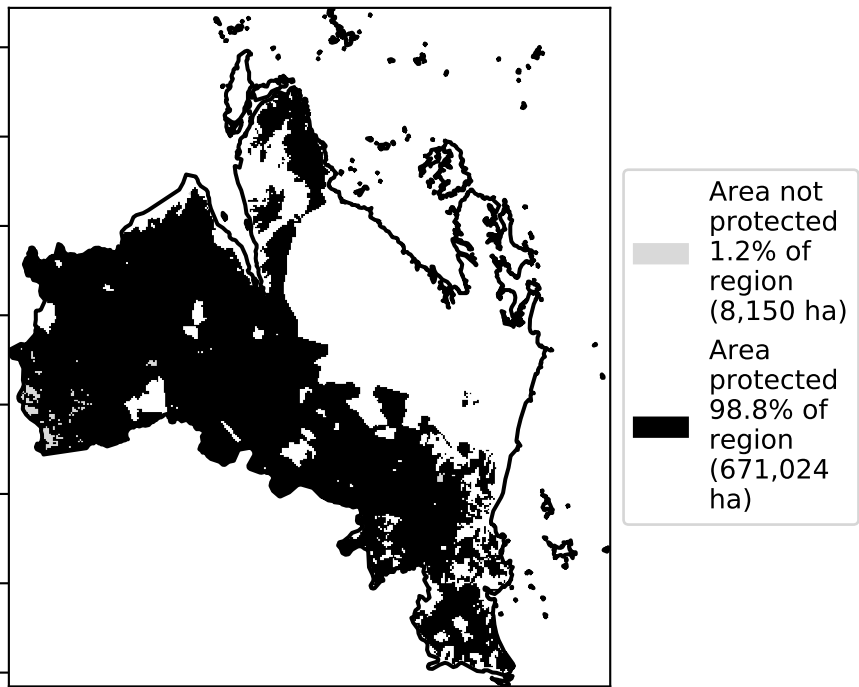 Area not
protected
1.2% of
region
(8,150 ha)
Area
protected
98.8% of
region
(671,024
ha)